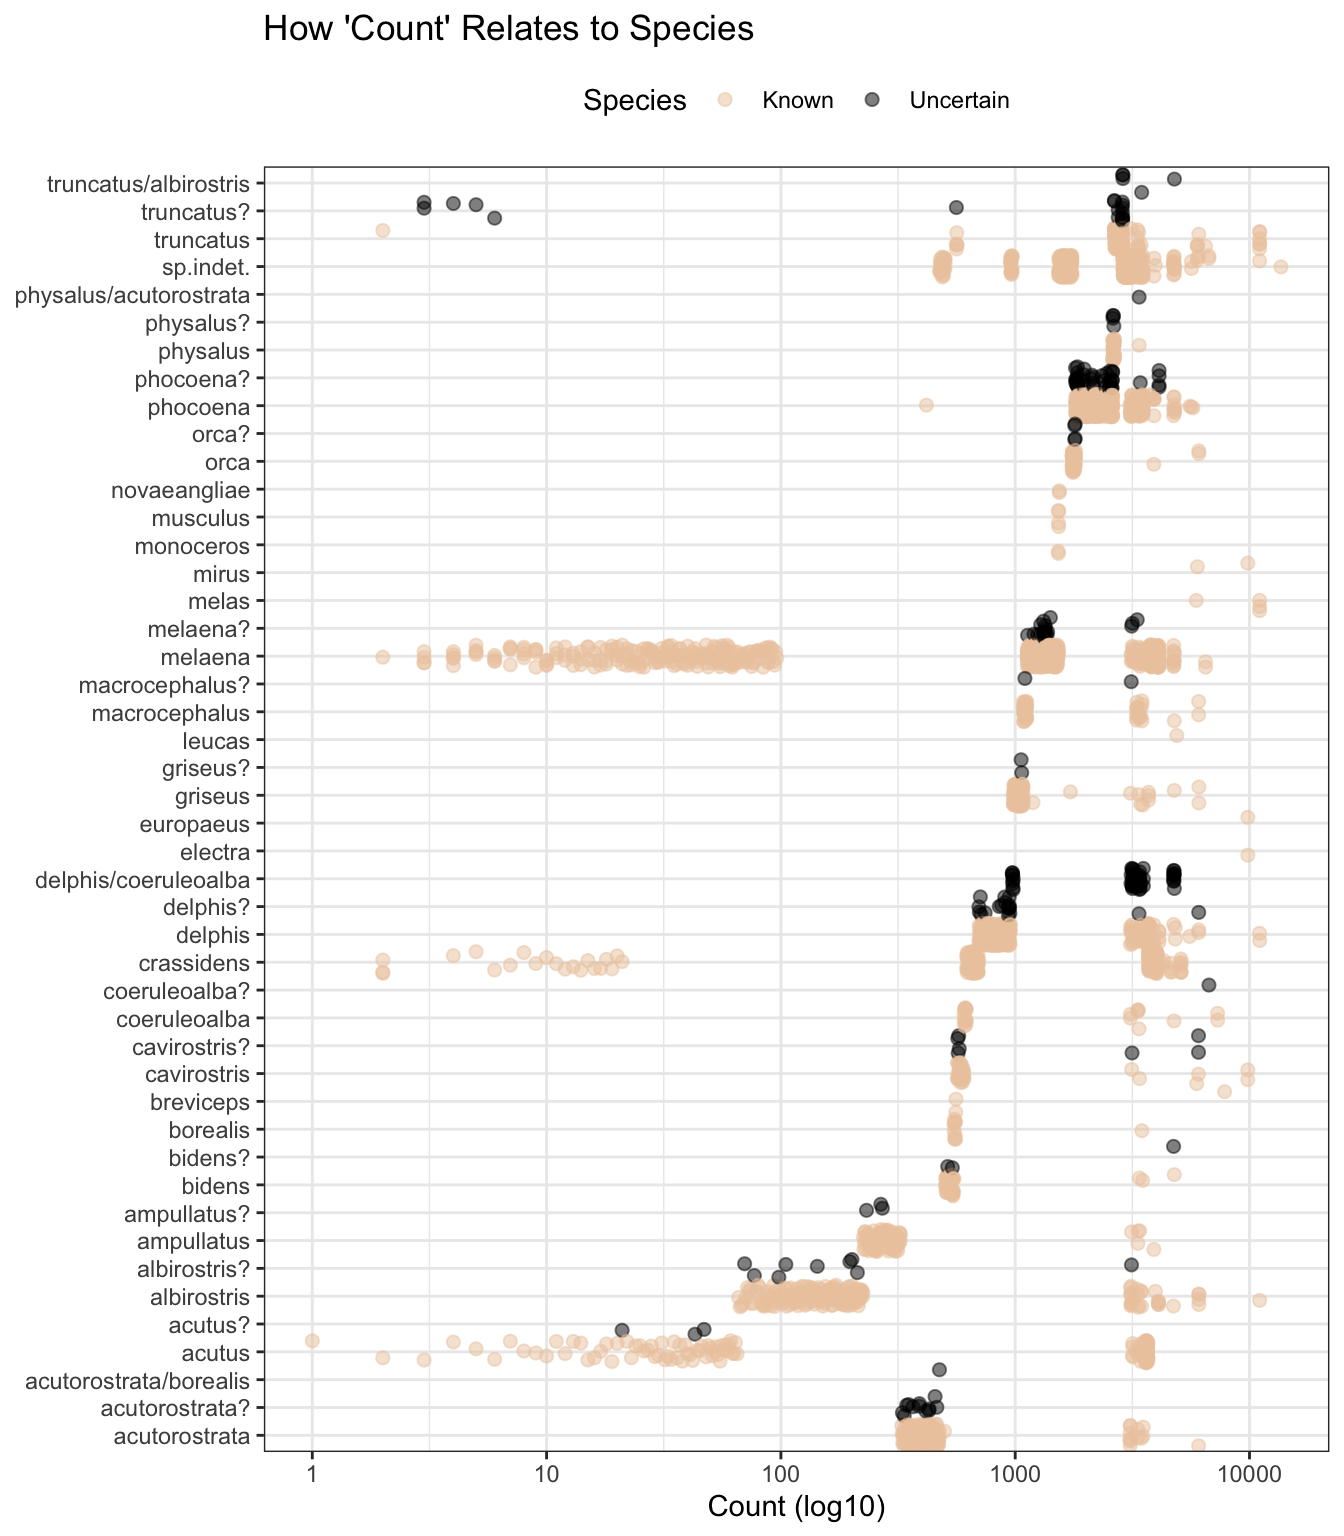 How 'Count' Relates to Species
Species Known Uncertain
truncatus/albirostris
truncatus?
truncatus
sp.indet.
physalus/acutorostrata
physalus?
physalus
phocoena?
phocoena
orca?
orca
novaeangliae
musculus
monoceros
mirus
melas
melaena?
melaena
macrocephalus?
macrocephalus
leucas
griseus?
griseus
europaeus
electra
delphis/coeruleoalba
delphis?
delphis
crassidens
coeruleoalba?
coeruleoalba
cavirostris?
cavirostris
breviceps
borealis
bidens?
bidens
ampullatus?
ampullatus
albirostris?
albirostris
acutus?
acutus
acutorostrata/borealis
acutorostrata?
acutorostrata
1 10 100 1000 10000
Count (log10)